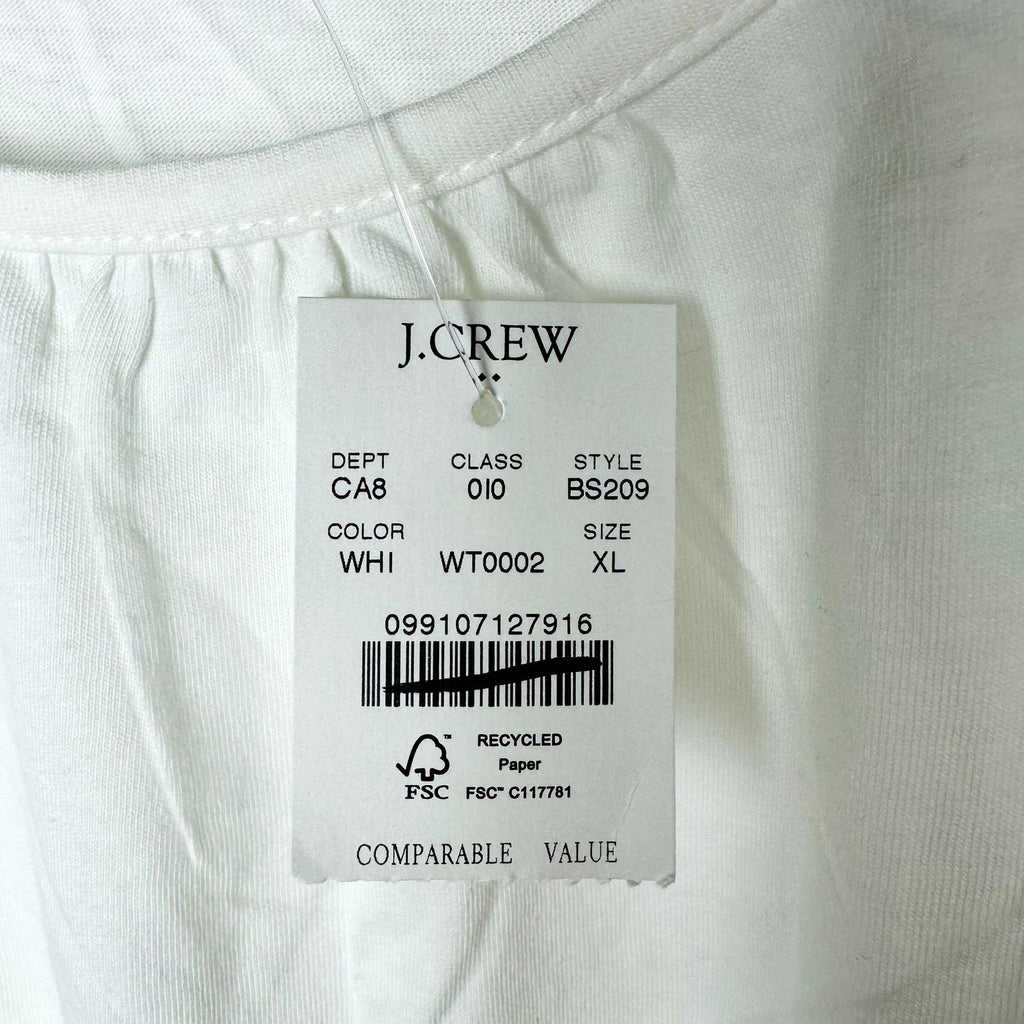 J.CREW
DEPT CLASS STYLE
CA8 010 BS209
COLOR SIZE
WHI WT0002 XL
099107127916
RECYCLED
Paper
FSC™ C117781
™
FSC
COMPARABLE VALUE